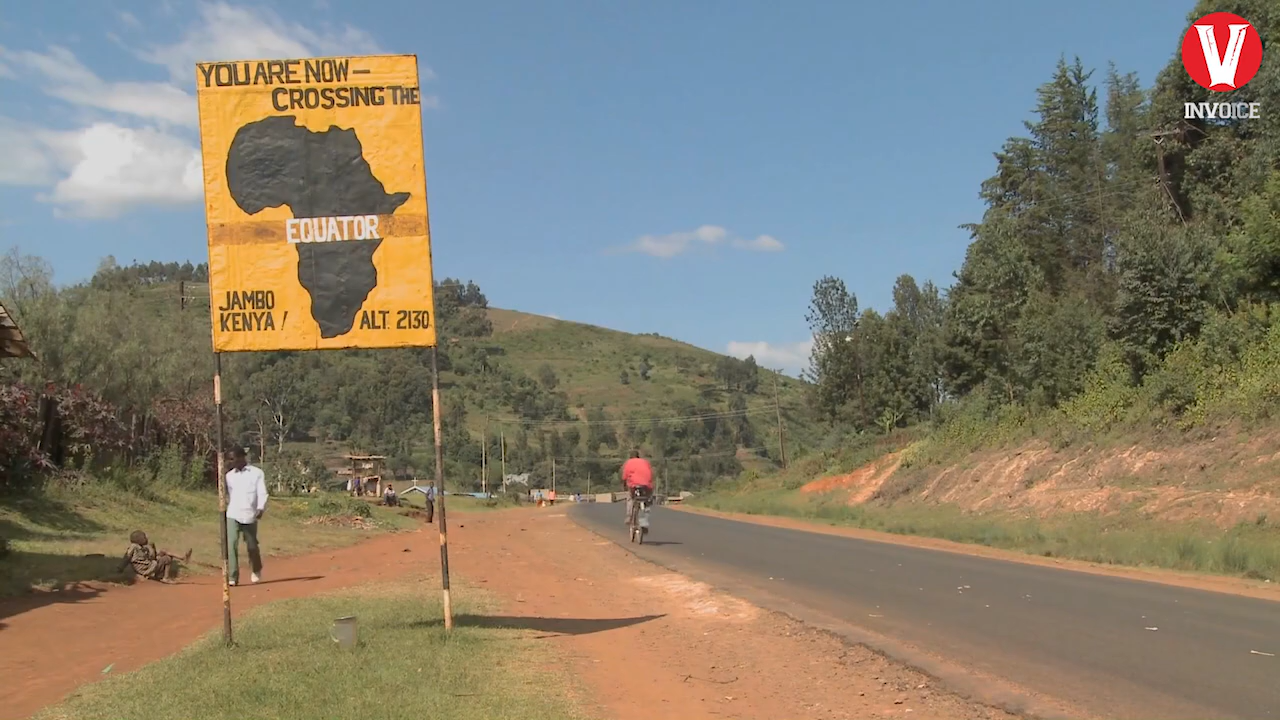 YOU ARE NOW—
CROSSING THE
EQUATOR
JAMBO
KENYA!
ALT. 2130
V
INVOICE